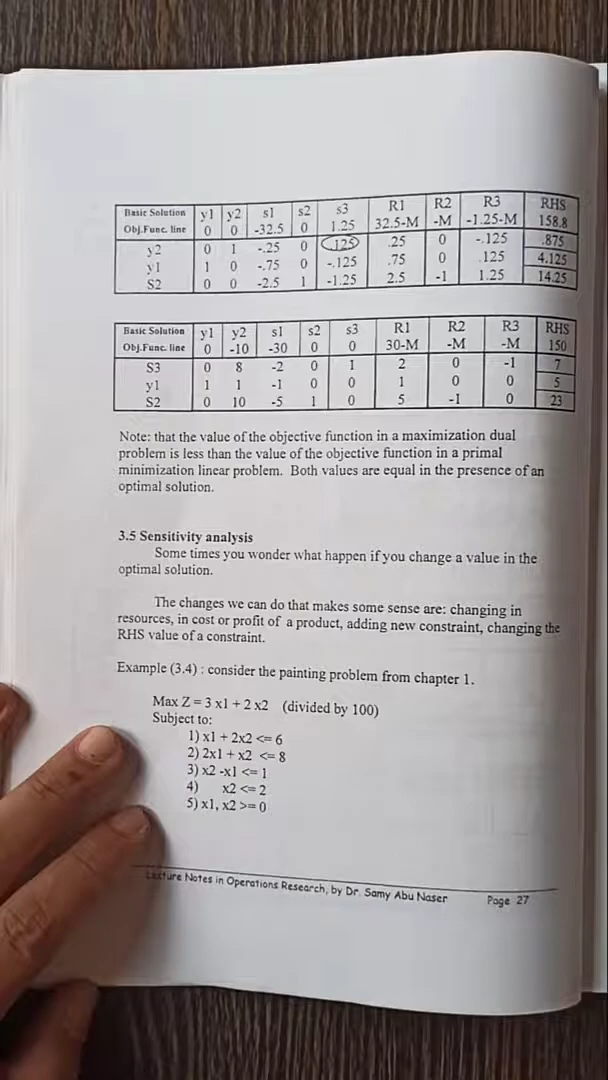 Basic Solution y1 y2 s1 s2 s3 R1 R2 R3 RHS
Obj.Func. line 0 0 -32.5 0 1.25 32.5-M -M -1.25-M 158.8
y2 0 1 -.25 0 .125 .25 0 -.125 .875
y1 1 0 -.75 0 -.125 .75 0 .125 4.125
S2 0 0 -2.5 1 -1.25 2.5 -1 1.25 14.25
Basic Solution y1 y2 s1 s2 s3 R1 R2 R3 RHS
Obj.Func. line 0 -10 -30 0 0 30-M -M -M 150
S3 0 8 -2 0 1 2 0 -1 7
y1 1 1 -1 0 0 1 0 0 5
S2 0 10 -5 1 0 5 -1 0 23
Note: that the value of the objective function in a maximization dual
problem is less than the value of the objective function in a primal
minimization linear problem. Both values are equal in the presence of an
optimal solution.
3.5 Sensitivity analysis
Some times you wonder what happen if you change a value in the
optimal solution.
The changes we can do that makes some sense are: changing in
resources, in cost or profit of a product, adding new constraint, changing the
RHS value of a constraint.
Example (3.4) : consider the painting problem from chapter 1.
Max Z = 3 x1 + 2 x2 (divided by 100)
Subject to:
1) x1 + 2x2 <= 6
2) 2x1 + x2 <= 8
3) x2 -x1 <= 1
4) x2 <= 2
5) x1, x2 >= 0
Lecture Notes in Operations Research, by Dr. Samy Abu Naser Page 27